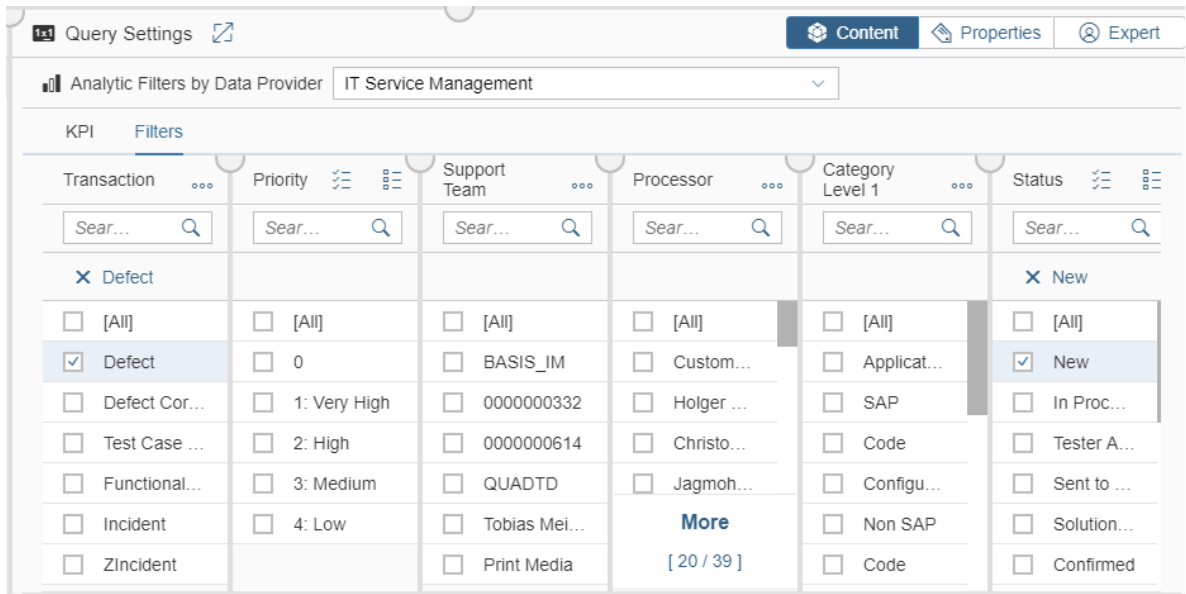 1x1 Query Settings Content Properties Expert
Analytic Filters by Data Provider IT Service Management
KPI Filters
Transaction Priority Support Team Processor Category Level 1 Status
Sear... Sear... Sear... Sear... Sear... Sear...
Defect New
[All] [All] [All] [All] [All] [All]
Defect 0 BASIS_IM Custom... Applicat... New
Defect Cor... 1: Very High 0000000332 Holger ... SAP In Proc...
Test Case ... 2: High 0000000614 Christo... Code Tester A...
Functional... 3: Medium QUADTD Jagmoh... Configu... Sent to ...
Incident 4: Low Tobias Mei... More Non SAP Solution...
ZIncident Print Media [ 20 / 39 ] Code Confirmed